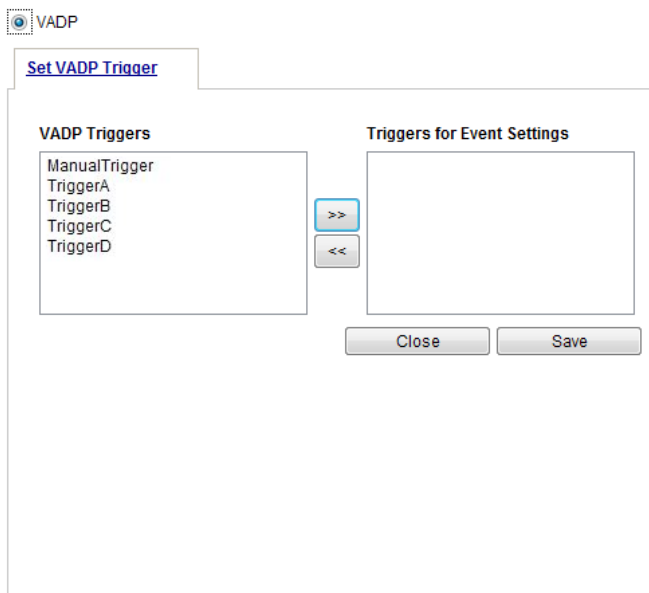 VADP
Set VADP Trigger
VADP Triggers
Triggers for Event Settings
ManualTrigger
TriggerA
TriggerB
TriggerC
TriggerD
>>
<<
Close
Save